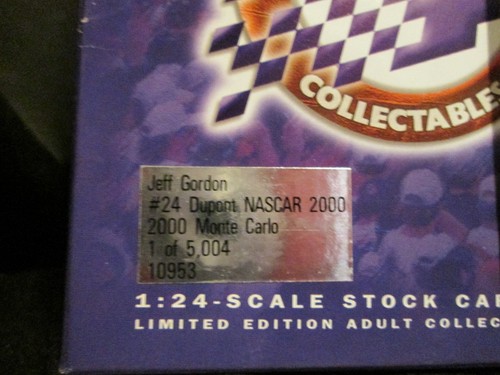 COLLECTABLES
Jeff Gordon
#24 Dupont NASCAR 2000
2000 Monte Carlo
1 of 5,004
10953
1:24-SCALE STOCK CA
LIMITED EDITION ADULT COLLEC